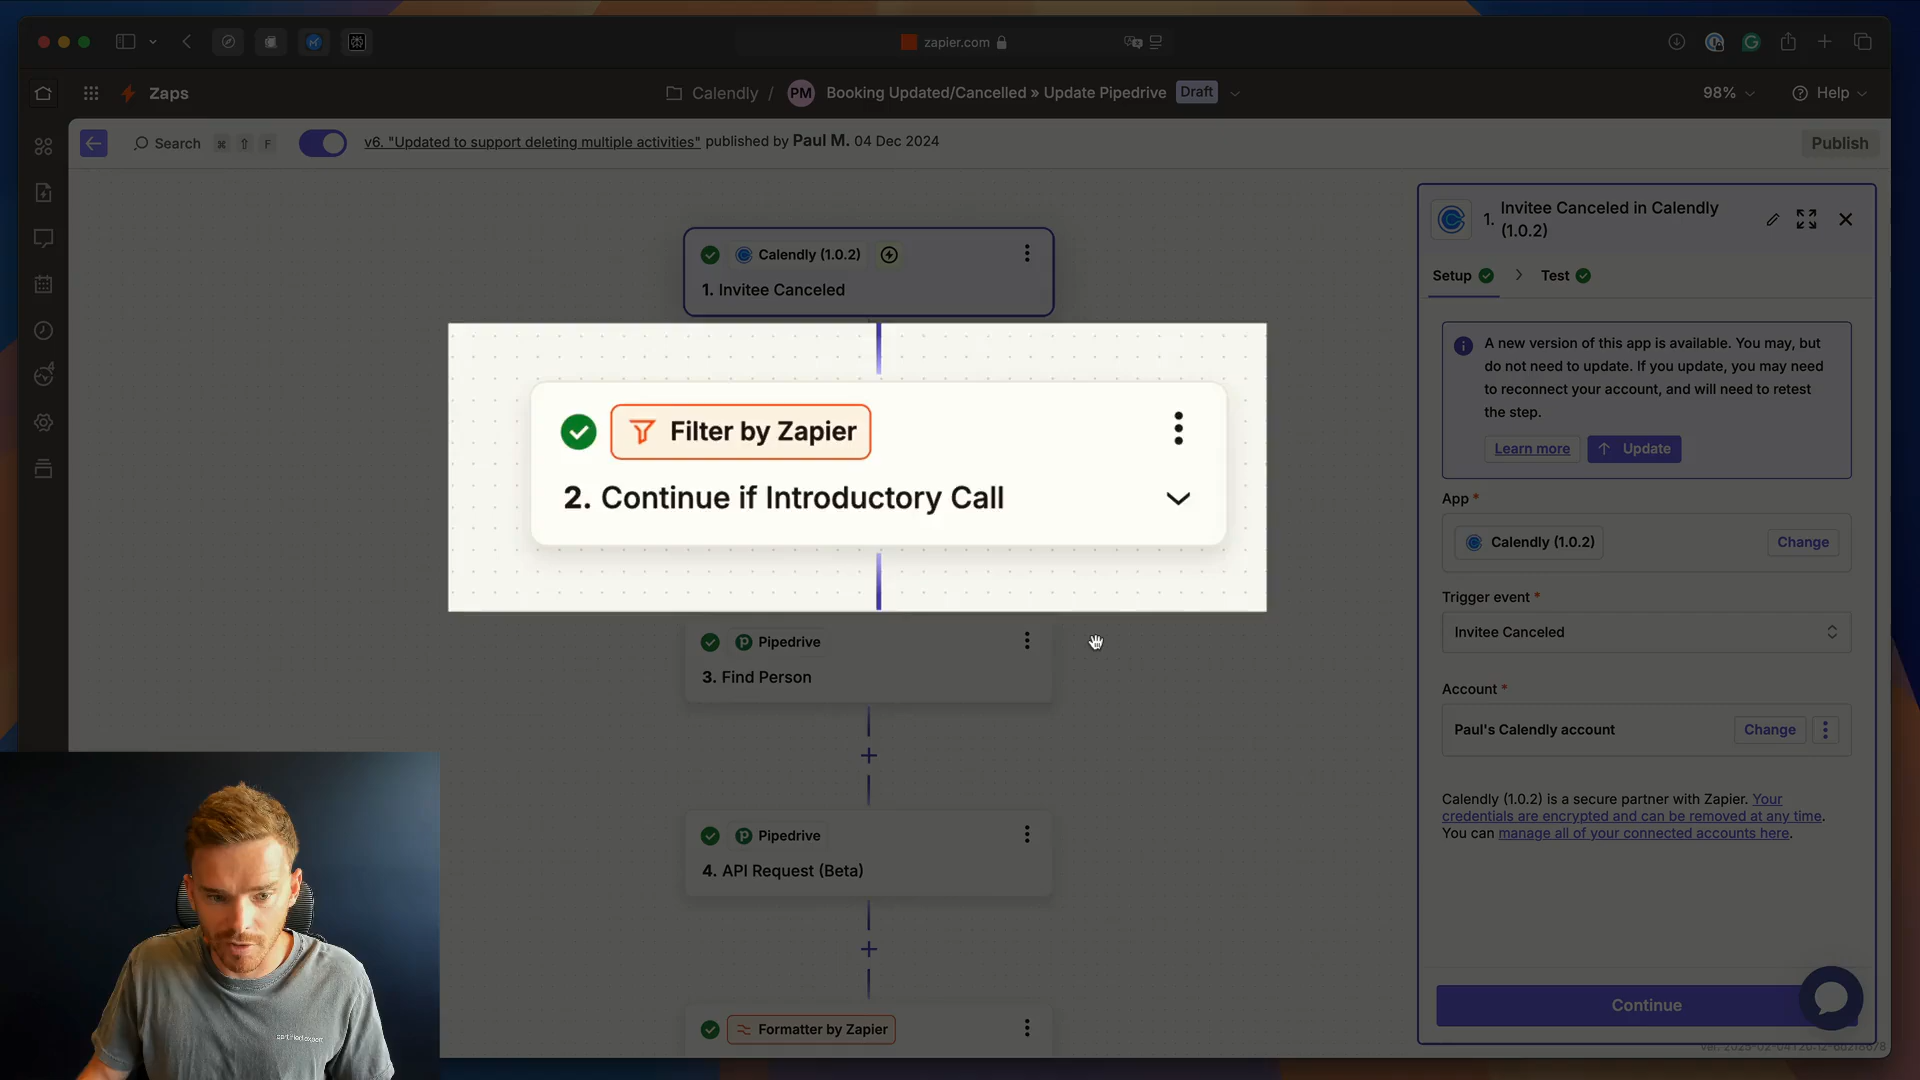 zapier.com
Zaps
Calendly / PM Booking Updated/Cancelled » Update Pipedrive Draft
98%
Help
Search ⌘ ⇧ F
v6. "Updated to support deleting multiple activities" published by Paul M. 04 Dec 2024
Publish
Calendly (1.0.2)
1. Invitee Canceled
Filter by Zapier
2. Continue if Introductory Call
Pipedrive
3. Find Person
Pipedrive
4. API Request (Beta)
Formatter by Zapier
1. Invitee Canceled in Calendly
(1.0.2)
Setup
Test
A new version of this app is available. You may, but
do not need to update. If you update, you may need
to reconnect your account, and will need to retest
the step.
Learn more
Update
App *
Calendly (1.0.2)
Change
Trigger event *
Invitee Canceled
Account *
Paul's Calendly account
Change
Calendly (1.0.2) is a secure partner with Zapier. Your
credentials are encrypted and can be removed at any time.
You can manage all of your connected accounts here.
Continue